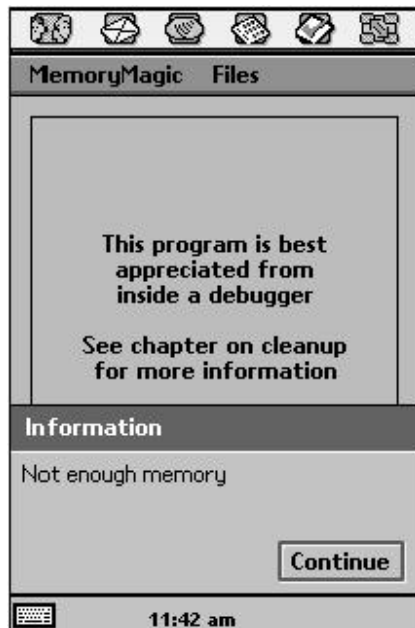 MemoryMagic Files
This program is best
appreciated from
inside a debugger
See chapter on cleanup
for more information
Information
Not enough memory
Continue
11:42 am